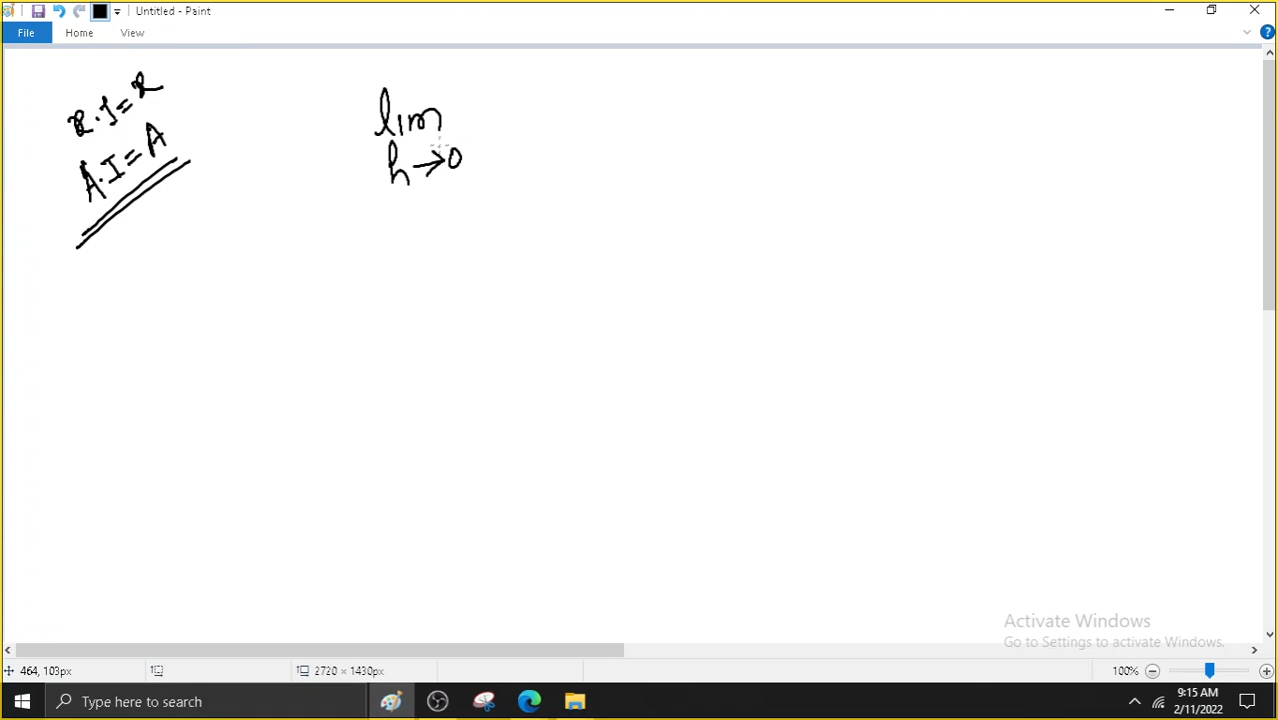 Untitled - Paint
File Home View
A.I = A
lim
h→0
Activate Windows
Go to Settings to activate Windows.
464, 103px
2720 × 1430px
100%
Type here to search
9:15 AM
2/11/2022